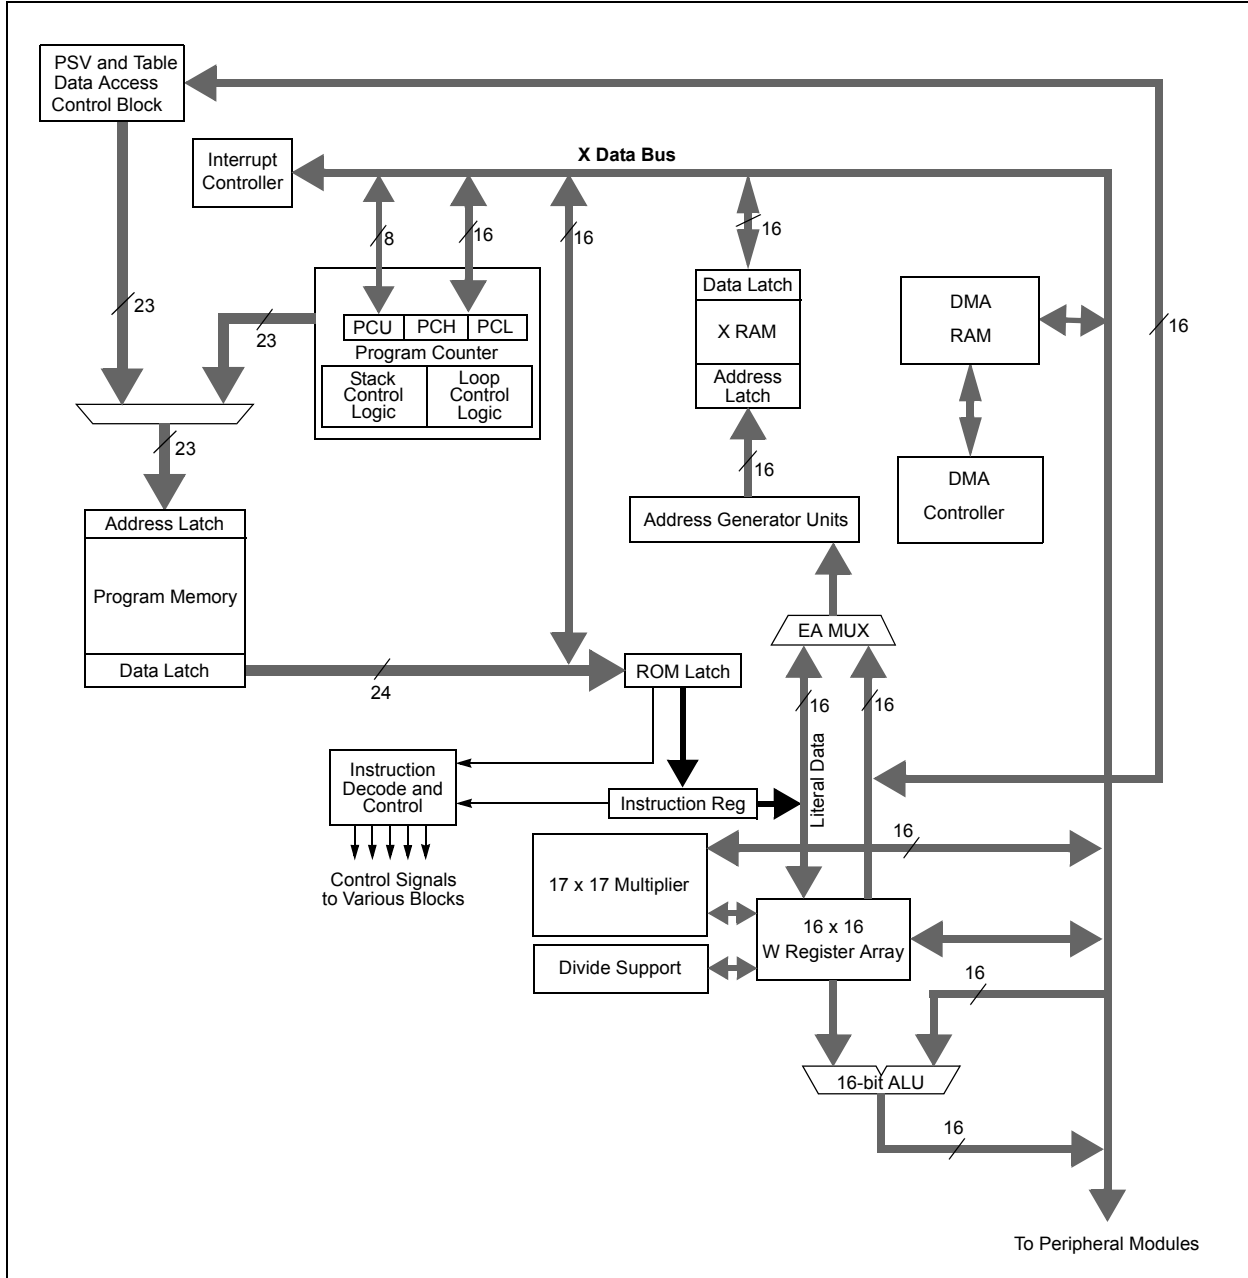 PSV and Table
Data Access
Control Block
X Data Bus
Interrupt
Controller
8
16
16
16
Data Latch
X RAM
Address
Latch
DMA
RAM
16
23
23
PCU
PCH
PCL
Program Counter
Stack
Control
Logic
Loop
Control
Logic
23
16
DMA
Controller
Address Generator Units
Address Latch
Program Memory
Data Latch
24
EA MUX
ROM Latch
16
16
Literal Data
Instruction
Decode and
Control
Instruction Reg
Control Signals
to Various Blocks
16
17 x 17 Multiplier
16 x 16
W Register Array
Divide Support
16
16-bit ALU
16
To Peripheral Modules